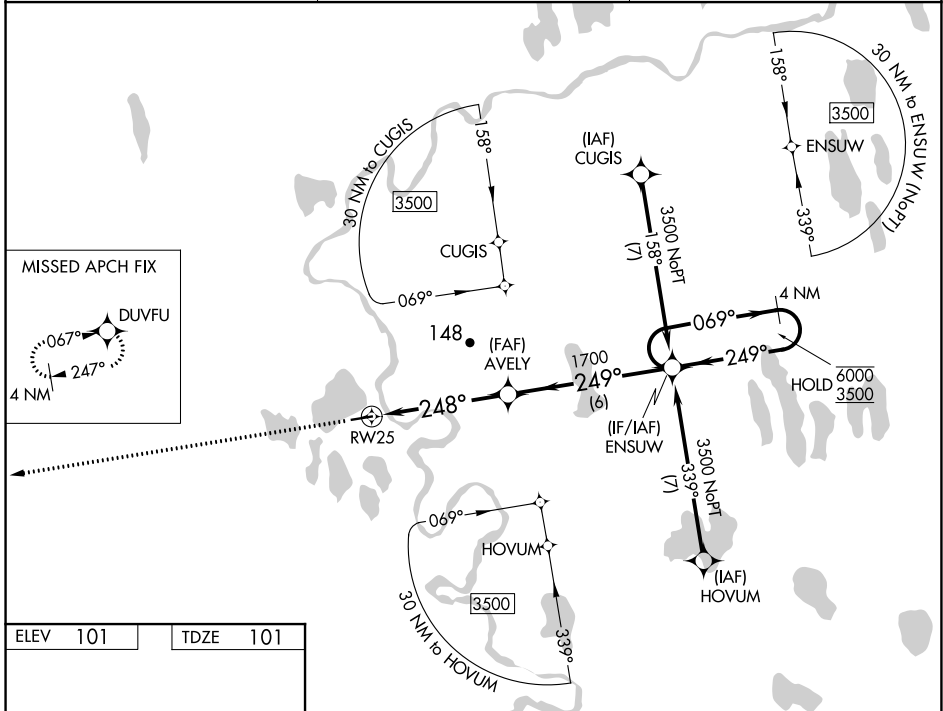 158°
30 NM to ENSUW (NoPT)
3500
ENSUW
339°
30 NM to CUGIS
158°
3500
CUGIS
069°
(IAF)
CUGIS
3500 NoPT
158°
(7)
MISSED APCH FIX
DUVFU
067°
247°
4 NM
148
(FAF)
AVELY
1700
249°
(6)
069°
4 NM
249°
HOLD
6000
3500
248°
RW25
(IF/IAF)
ENSUW
3500 NoPT
339°
(7)
(IAF)
HOVUM
069°
HOVUM
3500
339°
30 NM to HOVUM
ELEV 101
TDZE 101